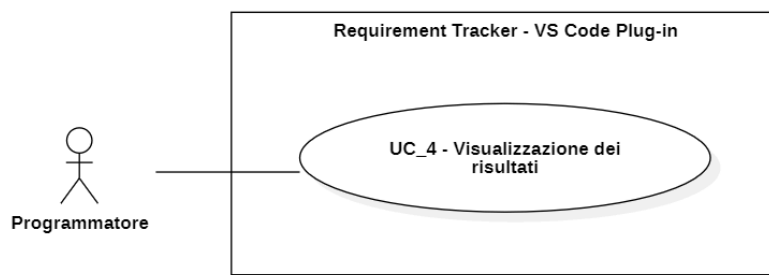 Requirement Tracker - VS Code Plug-in
UC_4 - Visualizzazione dei
risultati
Programmatore